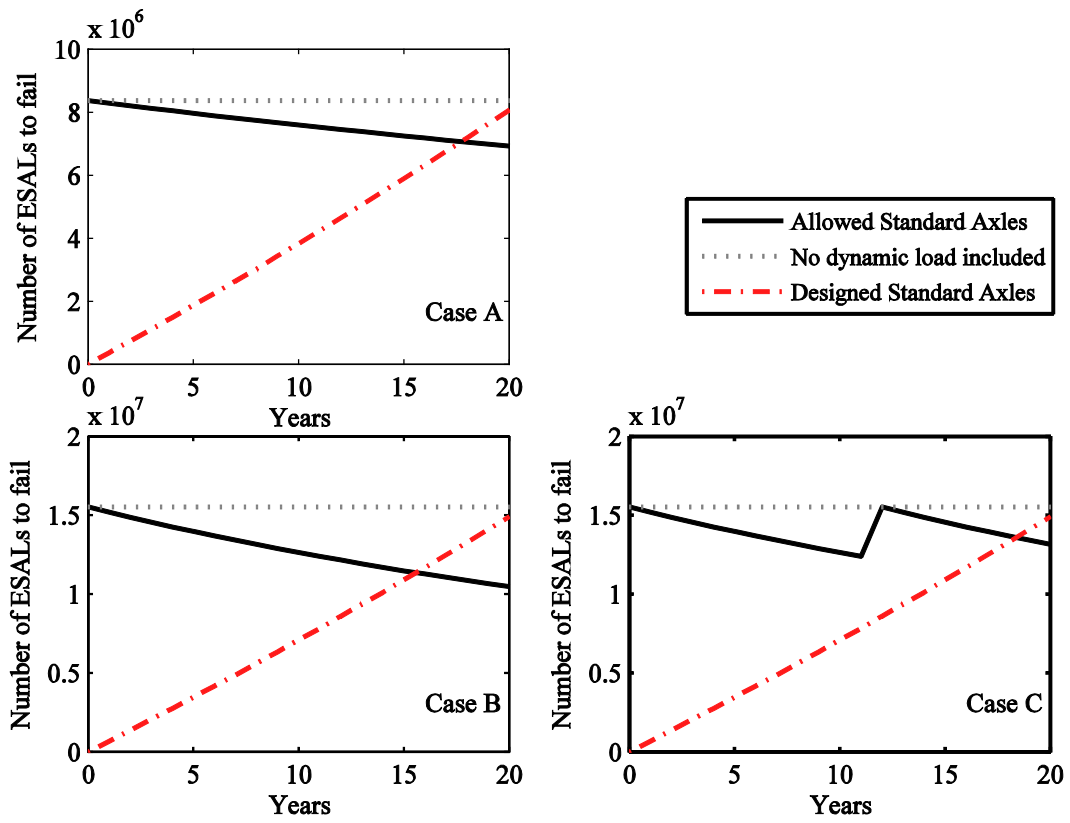 x 10^6
10
8
6
4
2
0
Number of ESALs to fail
Case A
0 5 10 15 20
Years
Allowed Standard Axles
No dynamic load included
Designed Standard Axles
x 10^7
2
1.5
1
0.5
0
Number of ESALs to fail
Case B
0 5 10 15 20
Years
x 10^7
2
1.5
1
0.5
0
Number of ESALs to fail
Case C
0 5 10 15 20
Years